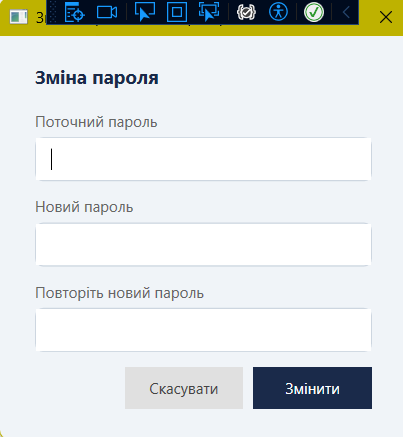 Зміна пароля
Поточний пароль
Новий пароль
Повторіть новий пароль
Скасувати
Змінити